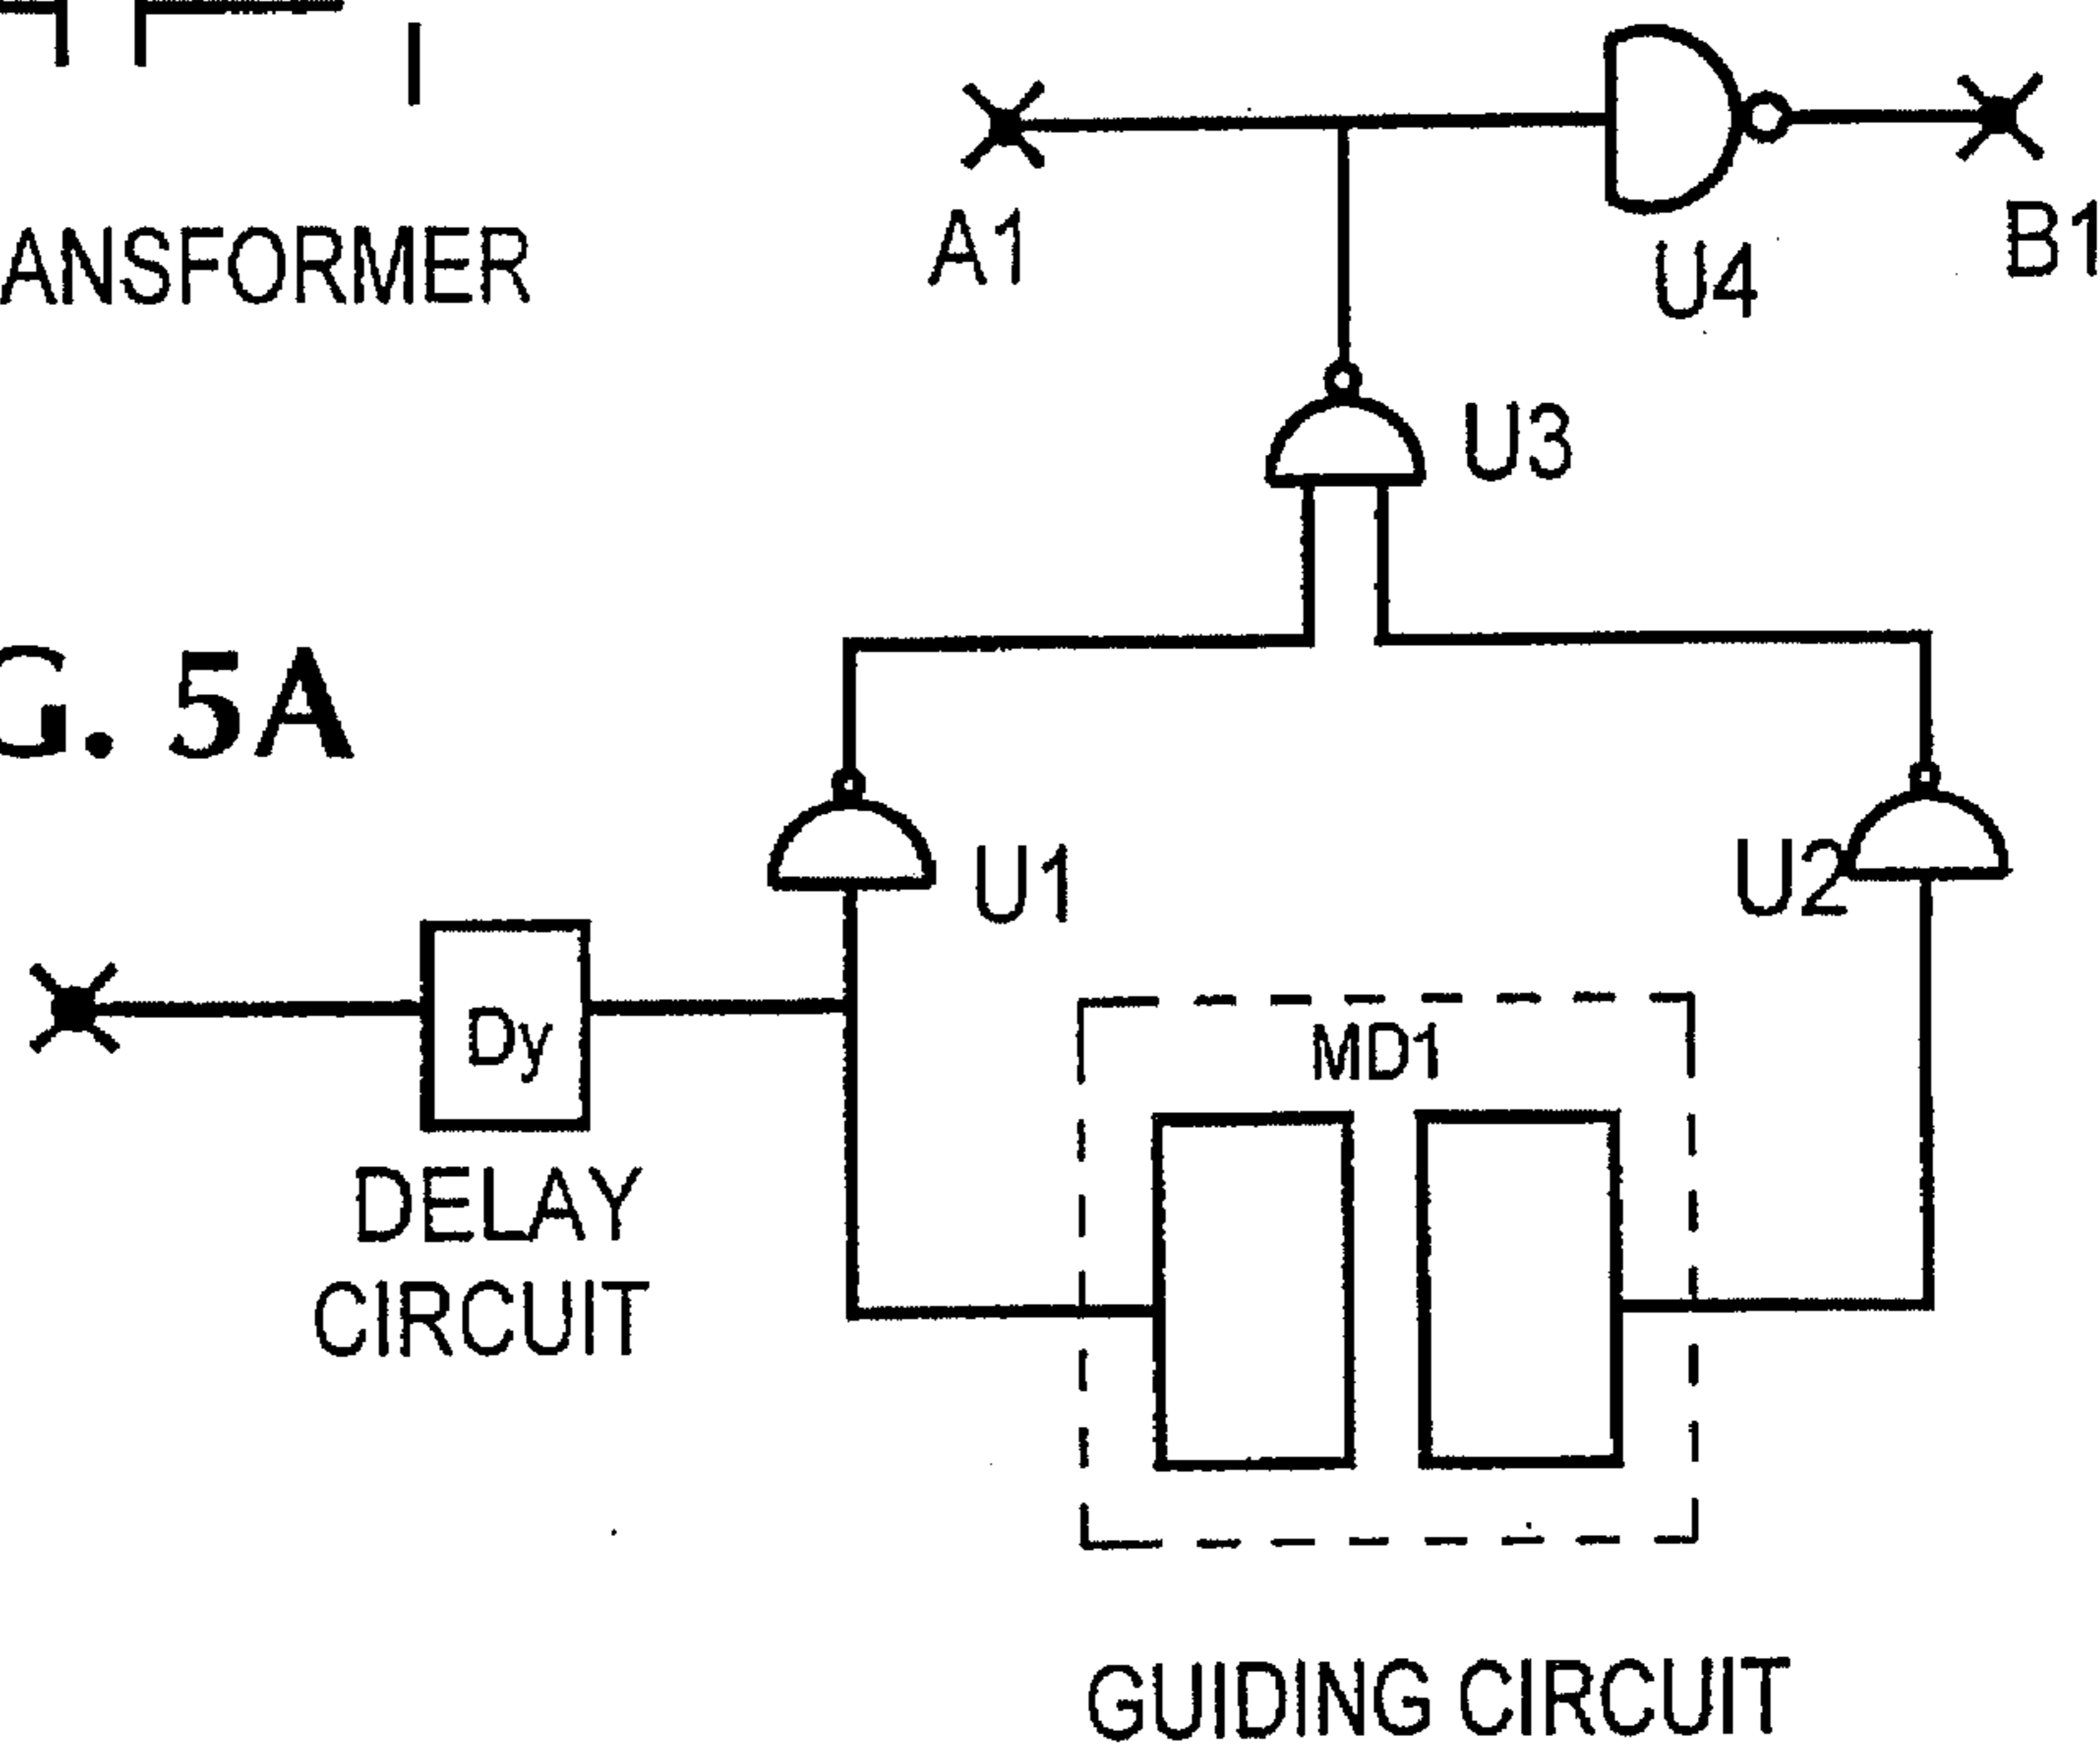 A1
U4
B1
ANSFORMER
U3
G. 5A
U1
U2
Dy
MD1
DELAY
CIRCUIT
GUIDING CIRCUIT